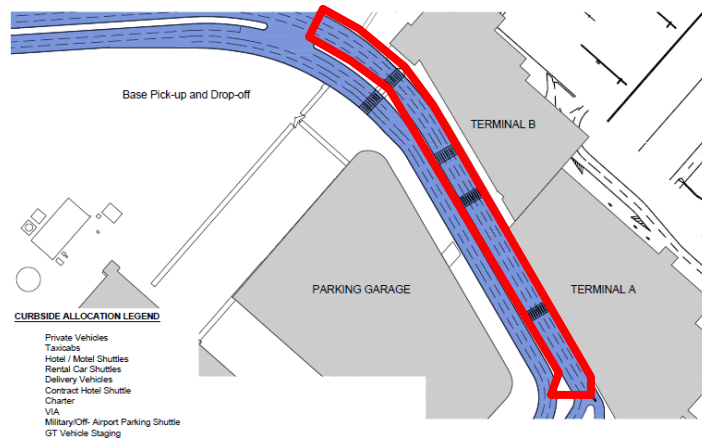 Base Pick-up and Drop-off
TERMINAL B
PARKING GARAGE
TERMINAL A
CURBSIDE ALLOCATION LEGEND
Private Vehicles
Taxicabs
Hotel / Motel Shuttles
Rental Car Shuttles
Delivery Vehicles
Contract Hotel Shuttle
Charter
VIA
Military/Off- Airport Parking Shuttle
GT Vehicle Staging